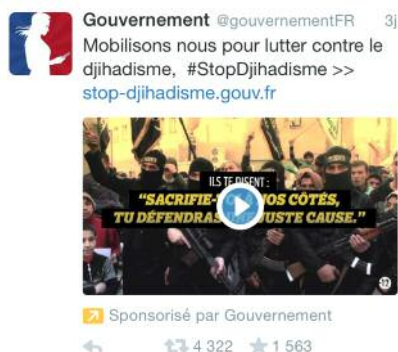 Gouvernement @gouvernementFR 3j
Mobilisons nous pour lutter contre le
djihadisme, #StopDjihadisme >>
stop-djihadisme.gouv.fr
ILS TE DISENT :
"SACRIFIE- NOS CÔTÉS,
TU DÉFENDRAS JUSTE CAUSE."
-12
Sponsorisé par Gouvernement
4 322 1 563